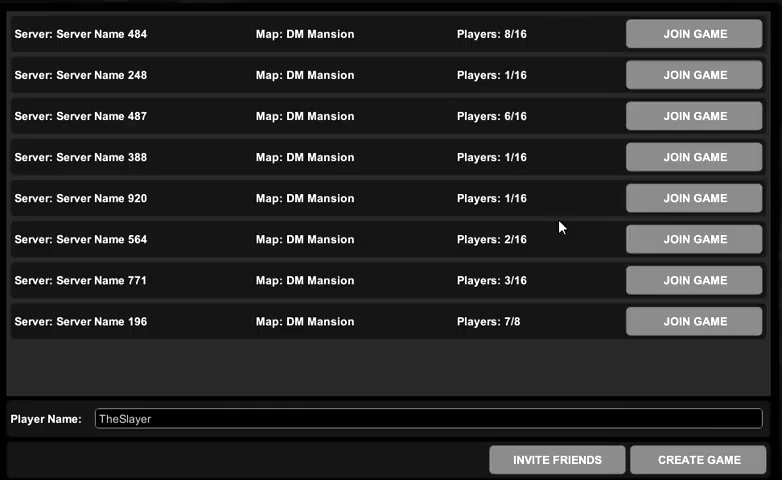 Server: Server Name 484 Map: DM Mansion Players: 8/16 JOIN GAME
Server: Server Name 248 Map: DM Mansion Players: 1/16 JOIN GAME
Server: Server Name 487 Map: DM Mansion Players: 6/16 JOIN GAME
Server: Server Name 388 Map: DM Mansion Players: 1/16 JOIN GAME
Server: Server Name 920 Map: DM Mansion Players: 1/16 JOIN GAME
Server: Server Name 564 Map: DM Mansion Players: 2/16 JOIN GAME
Server: Server Name 771 Map: DM Mansion Players: 3/16 JOIN GAME
Server: Server Name 196 Map: DM Mansion Players: 7/8 JOIN GAME
Player Name: TheSlayer
INVITE FRIENDS CREATE GAME